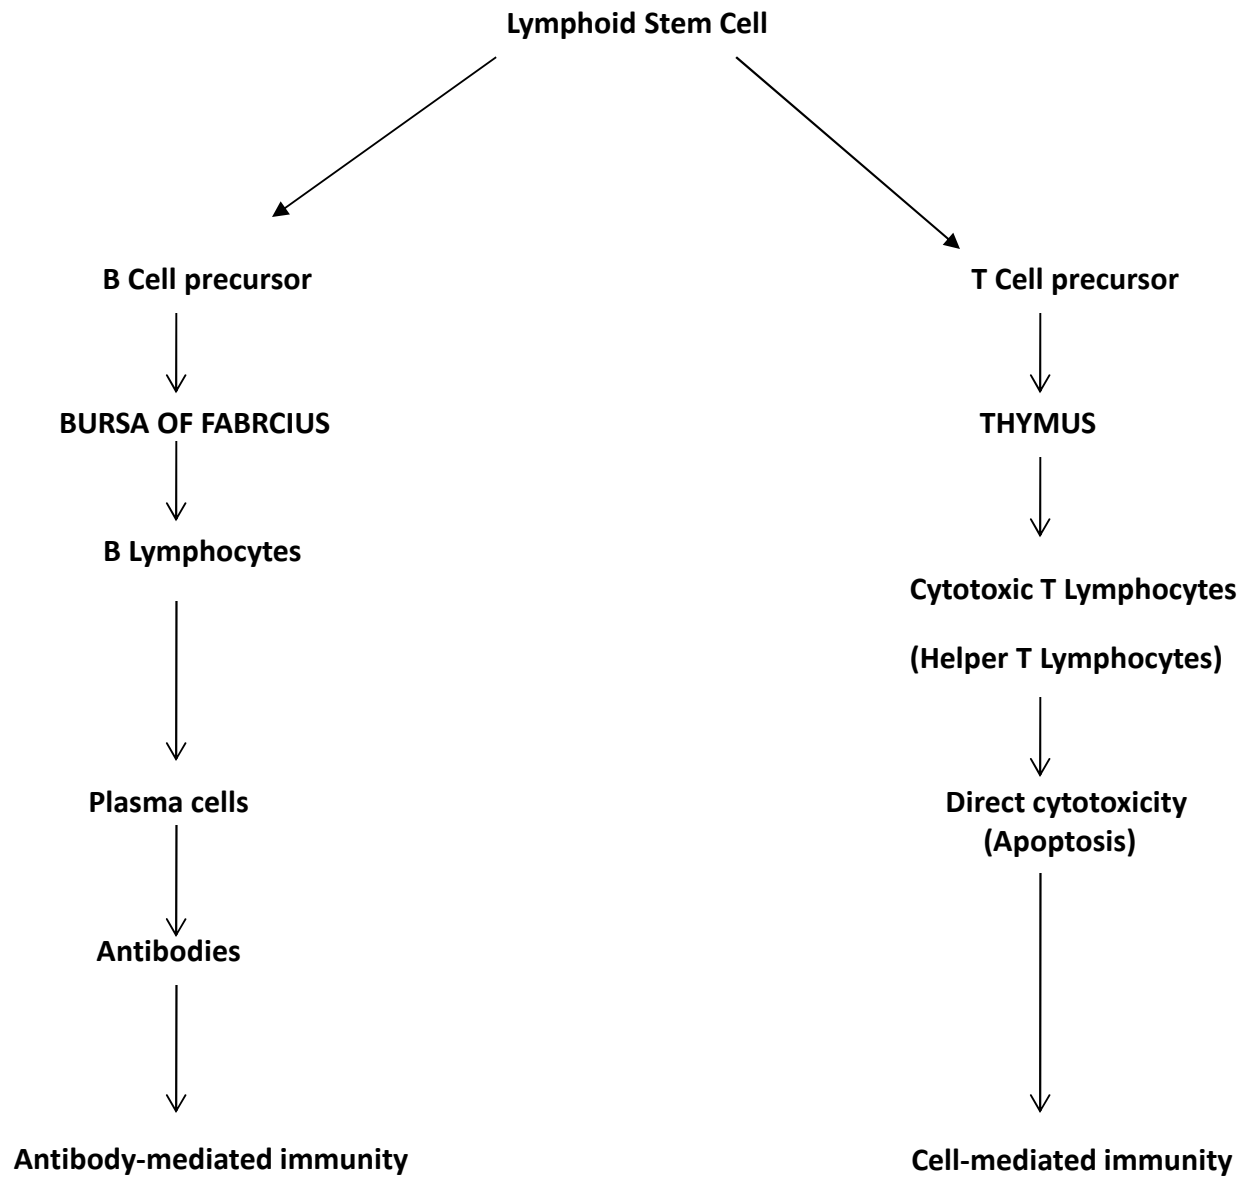 Lymphoid Stem Cell
B Cell precursor
T Cell precursor
BURSA OF FABRCIUS
THYMUS
B Lymphocytes
Cytotoxic T Lymphocytes
(Helper T Lymphocytes)
Plasma cells
Direct cytotoxicity
(Apoptosis)
Antibodies
Antibody-mediated immunity
Cell-mediated immunity